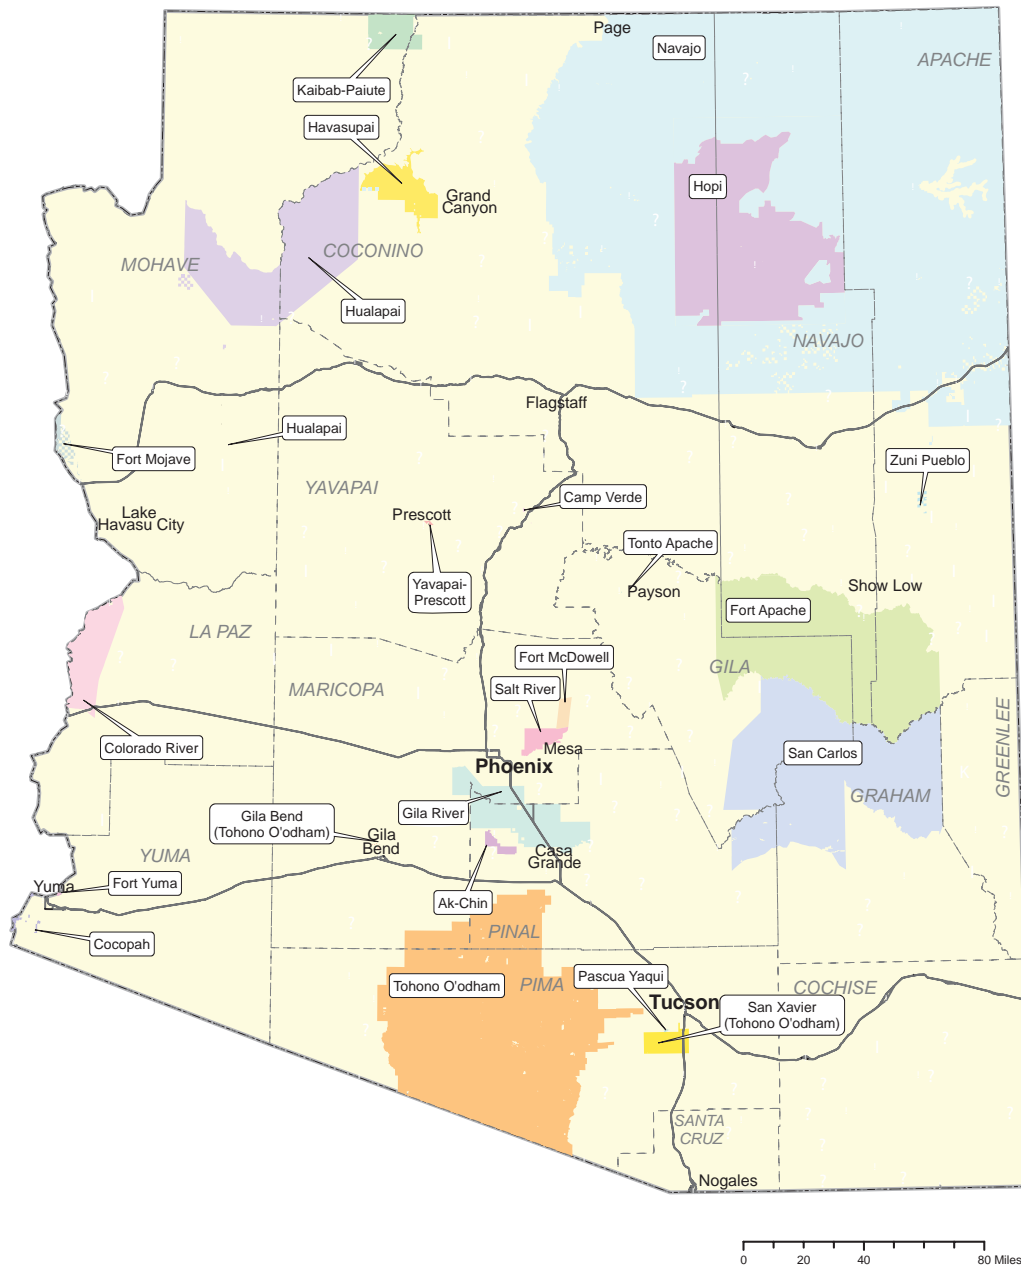 Page
Navajo
APACHE
Kaibab-Paiute
Havasupai
Hopi
Grand
Canyon
COCONINO
MOHAVE
Hualapai
NAVAJO
Flagstaff
Hualapai
Fort Mojave
Zuni Pueblo
YAVAPAI
Camp Verde
Lake
Havasu City
Prescott
Tonto Apache
Yavapai-
Prescott
Payson
Show Low
Fort Apache
LA PAZ
Fort McDowell
GILA
MARICOPA
Salt River
GREENLEE
Colorado River
Mesa
San Carlos
Phoenix
GRAHAM
Gila River
Gila Bend
(Tohono O'odham)
Gila
Bend
YUMA
Casa
Grande
Yuma
Fort Yuma
Ak-Chin
PINAL
Cocopah
Pascua Yaqui
Tohono O'odham
PIMA
COCHISE
Tucson
San Xavier
(Tohono O'odham)
SANTA
CRUZ
Nogales
0 20 40 80 Miles